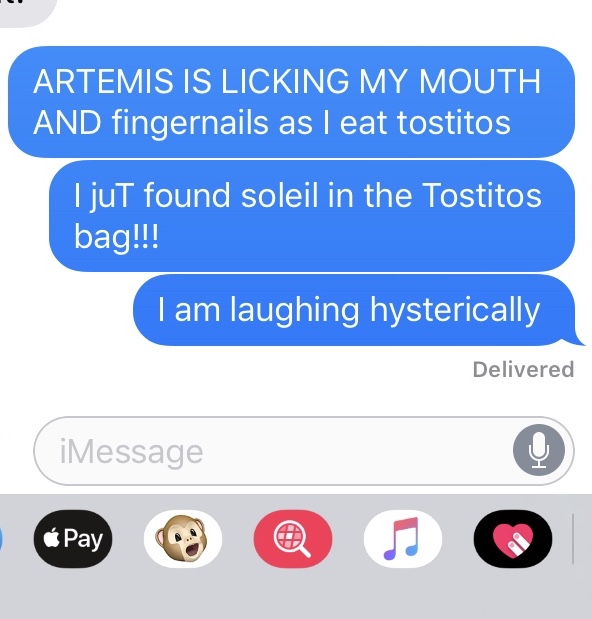 ARTEMIS IS LICKING MY MOUTH
AND fingernails as I eat tostitos
I juT found soleil in the Tostitos
bag!!!
I am laughing hysterically
Delivered
iMessage
Pay